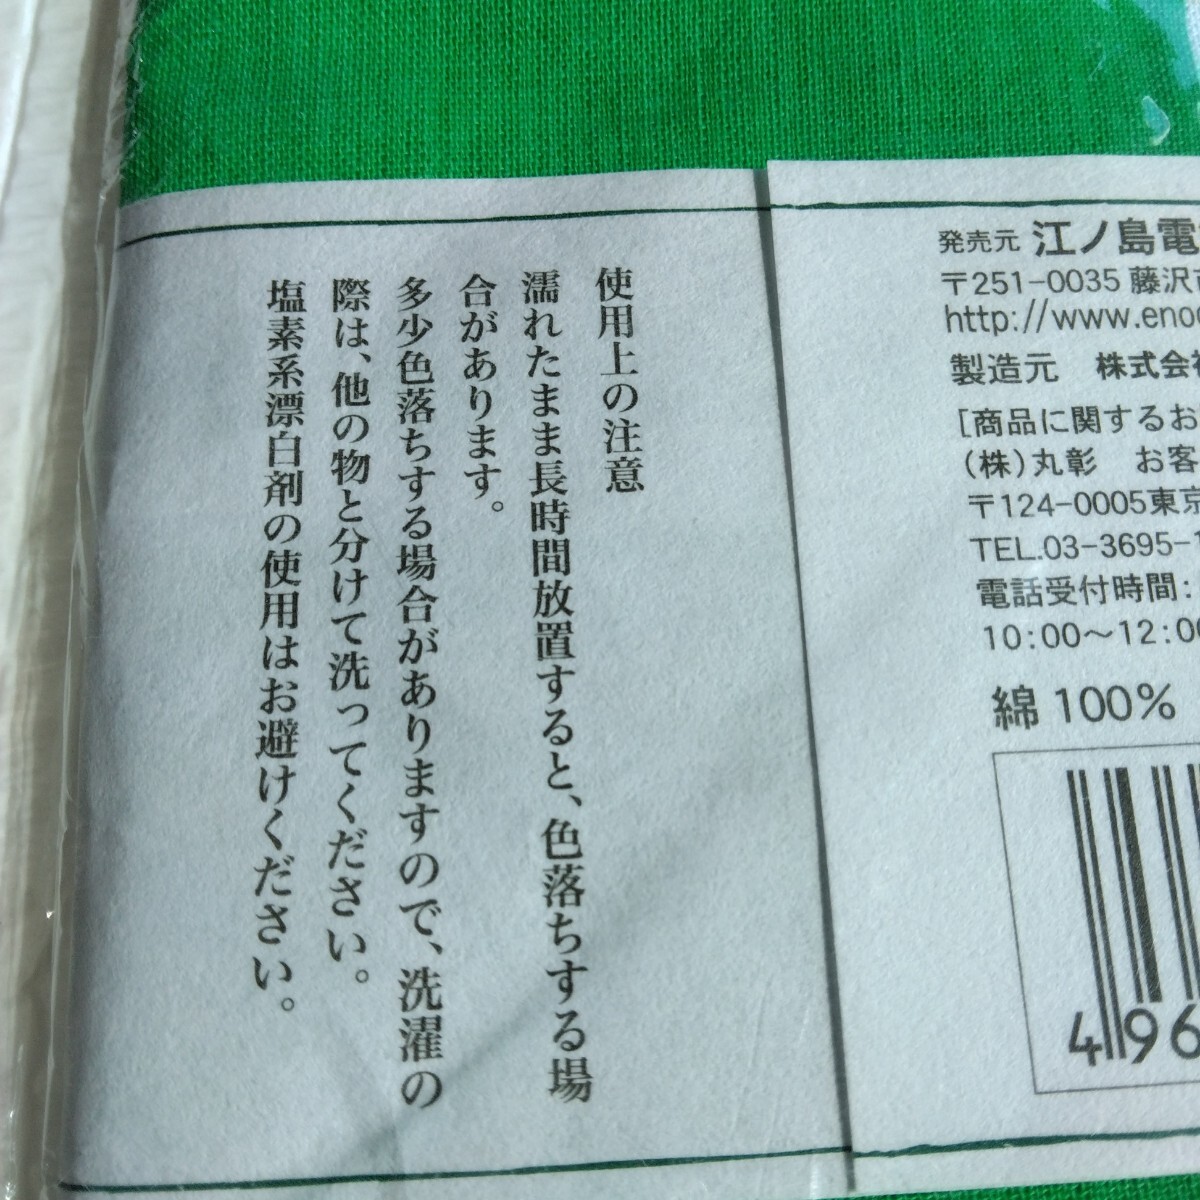 使用上の注意
濡れたまま長時間放置すると、色落ちする場
合があります。
多少色落ちする場合がありますので、洗濯の
際は、他の物と分けて洗ってください。
塩素系漂白剤の使用はお避けください。
発売元 江ノ島電
〒251-0035 藤沢
http://www.eno
製造元 株式会
[商品に関するお
(株)丸彰 お客
〒124-0005東京
TEL.03-3695-1
電話受付時間:
10:00〜12:00
綿 100%
496